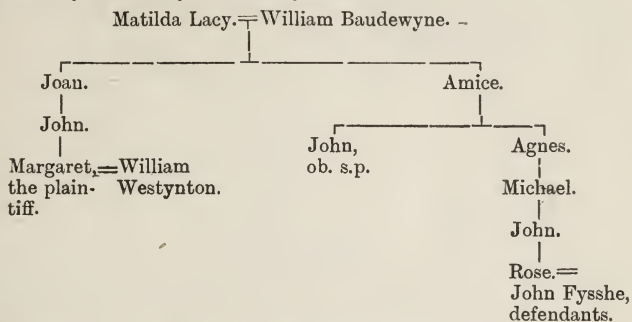 Matilda Lacy.=William Baudewyne.
Joan. Amice.
John. John, Agnes.
ob. s.p.
Margaret,=William Michael.
the plain- Westynton.
tiff.
John.
Rose.=
John Fysshe,
defendants.